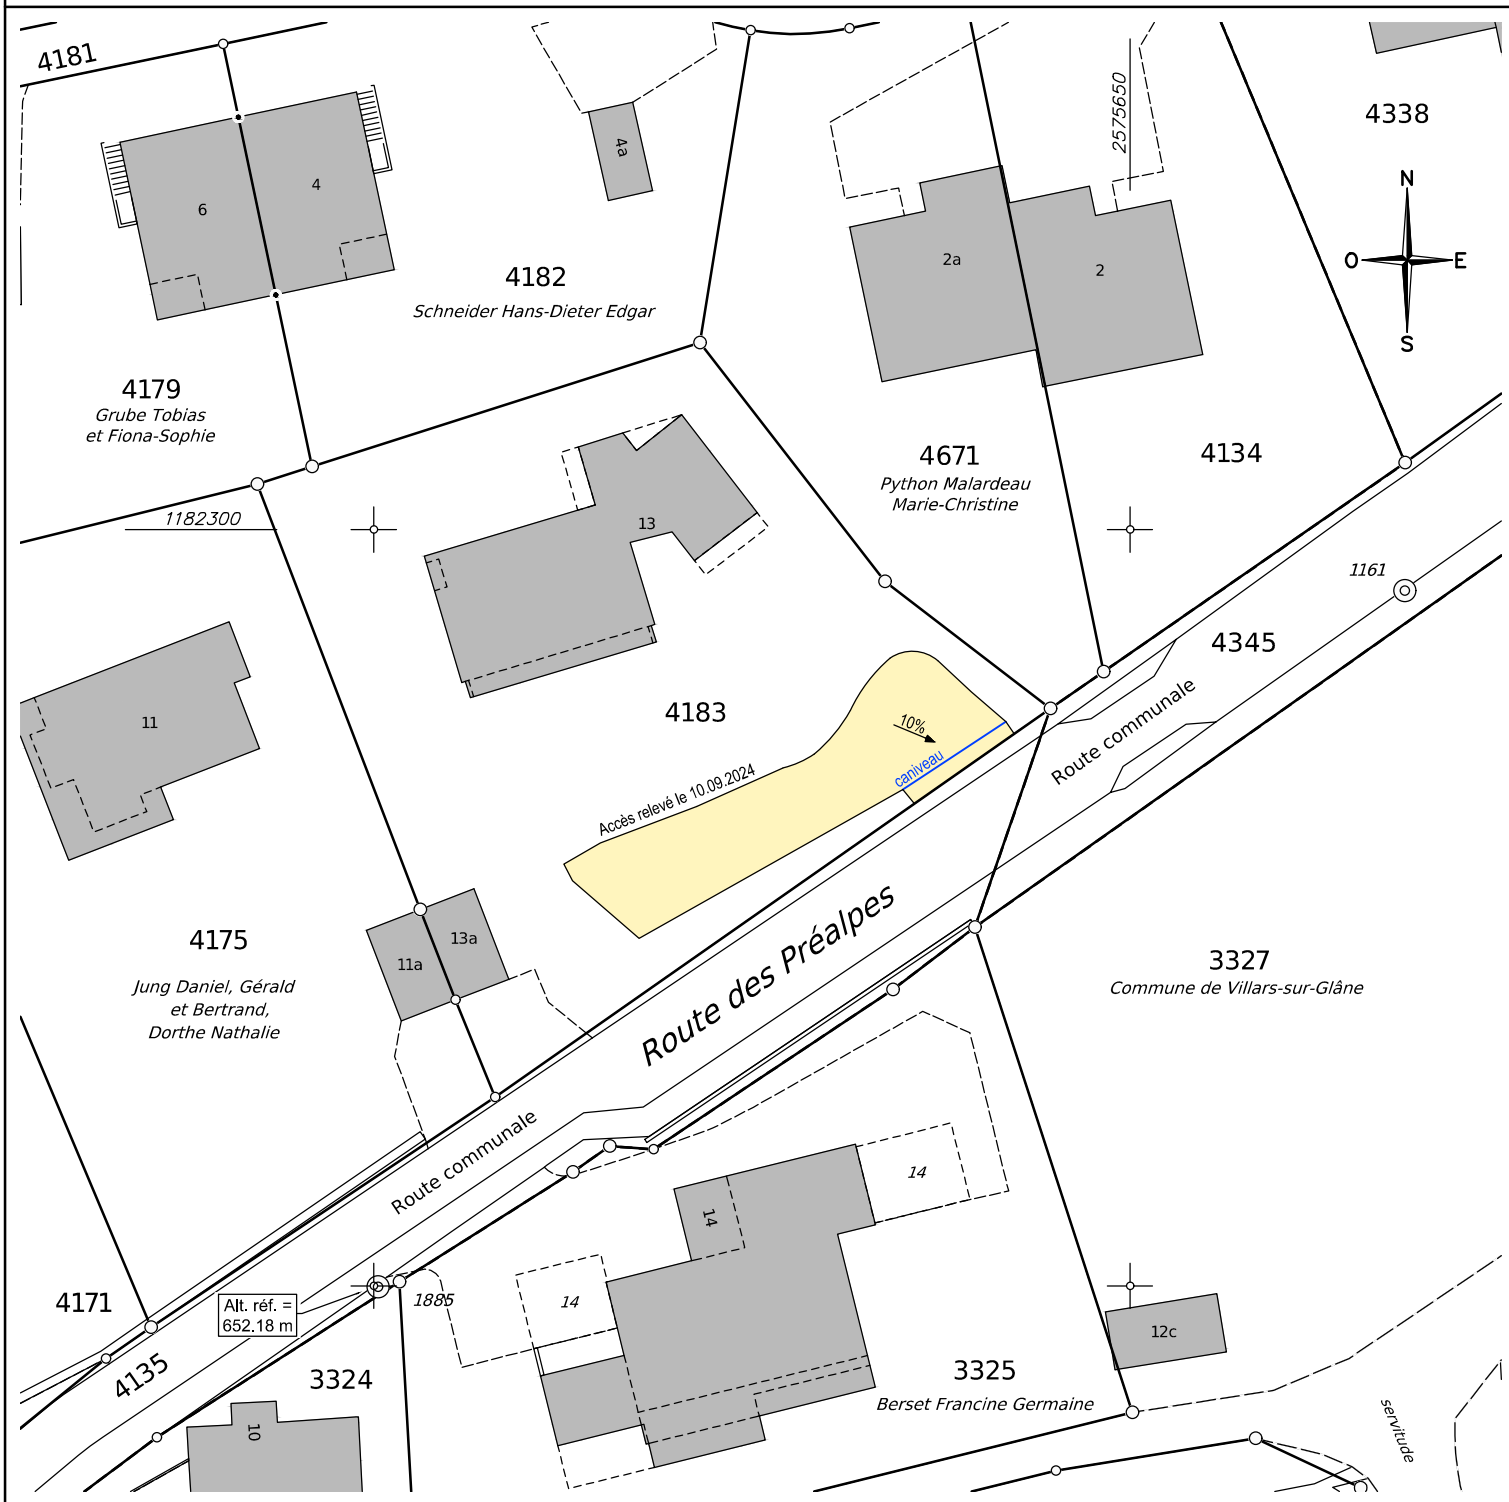 4181
2575650
4338
N
O
E
S
6
4
4a
4182
Schneider Hans-Dieter Edgar
2a
2
4179
Grube Tobias
et Fiona-Sophie
4671
Python Malardeau
Marie-Christine
4134
1182300
13
1161
4345
11
4183
10%
caniveau
Accès relevé le 10.09.2024
Route communale
Route des Préalpes
4175
Jung Daniel, Gérald
et Bertrand,
Dorthe Nathalie
11a
13a
3327
Commune de Villars-sur-Glâne
Route communale
14
14
14
4171
Alt. réf. =
652.18 m
1885
12c
4135
3324
3325
Berset Francine Germaine
10
servitude